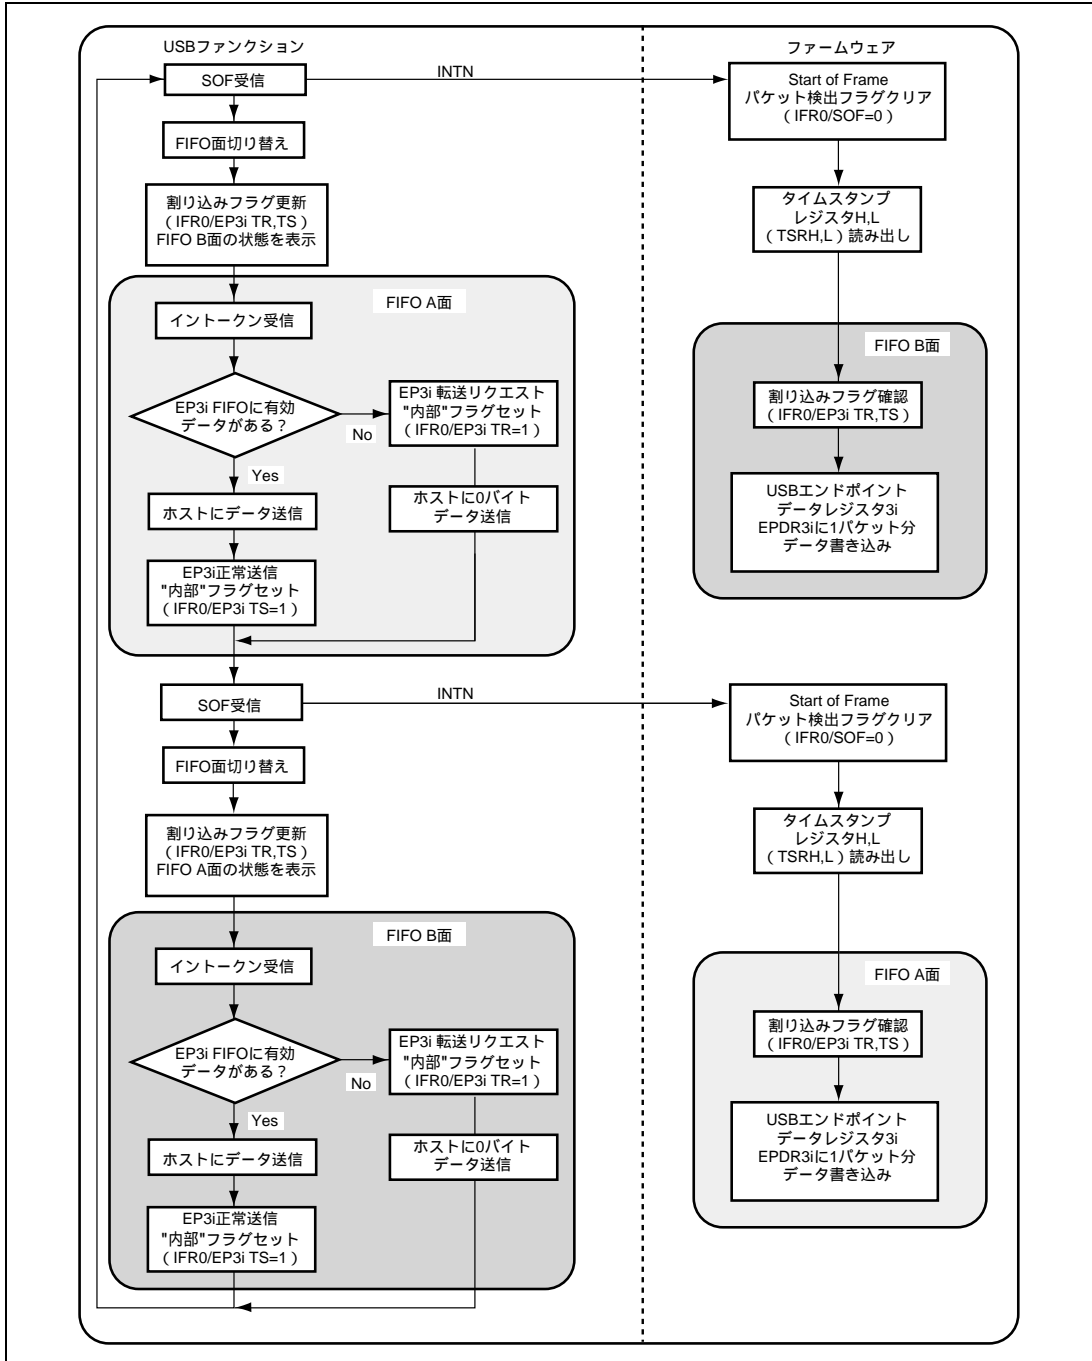 USBファンクション
ファームウェア
SOF受信
INTN
Start of Frame
パケット検出フラグクリア
（IFR0/SOF=0）
FIFO面切り替え
割り込みフラグ更新
（IFR0/EP3i TR,TS）
FIFO B面の状態を表示
タイムスタンプ
レジスタH,L
（TSRH,L）読み出し
FIFO A面
イントークン受信
EP3i FIFOに有効
データがある？
No
Yes
EP3i 転送リクエスト
"内部"フラグセット
（IFR0/EP3i TR=1）
ホストに0バイト
データ送信
ホストにデータ送信
EP3i正常送信
"内部"フラグセット
（IFR0/EP3i TS=1）
FIFO B面
割り込みフラグ確認
（IFR0/EP3i TR,TS）
USBエンドポイント
データレジスタ3i
EPDR3iに1パケット分
データ書き込み
SOF受信
INTN
Start of Frame
パケット検出フラグクリア
（IFR0/SOF=0）
FIFO面切り替え
割り込みフラグ更新
（IFR0/EP3i TR,TS）
FIFO A面の状態を表示
タイムスタンプ
レジスタH,L
（TSRH,L）読み出し
FIFO B面
イントークン受信
EP3i FIFOに有効
データがある？
No
Yes
EP3i 転送リクエスト
"内部"フラグセット
（IFR0/EP3i TR=1）
ホストに0バイト
データ送信
ホストにデータ送信
EP3i正常送信
"内部"フラグセット
（IFR0/EP3i TS=1）
FIFO A面
割り込みフラグ確認
（IFR0/EP3i TR,TS）
USBエンドポイント
データレジスタ3i
EPDR3iに1パケット分
データ書き込み